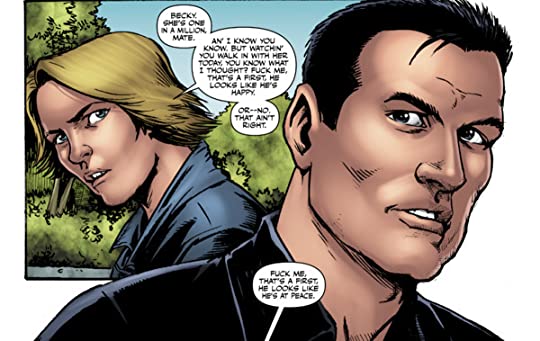 BECKY.
SHE'S ONE
IN A MILLION,
MATE.
AN' I KNOW YOU
KNOW. BUT WATCHIN'
YOU WALK IN WITH HER
TODAY, YOU KNOW WHAT
I THOUGHT? FUCK ME,
THAT'S A FIRST, HE
LOOKS LIKE HE'S
HAPPY.
OR--NO.
THAT AIN'T
RIGHT.
FUCK ME,
THAT'S A FIRST.
HE LOOKS LIKE
HE'S AT PEACE.